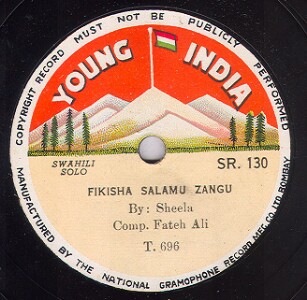 COPYRIGHT RECORD MUST NOT BE PUBLICLY PERFORMED
YOUNG INDIA
SWAHILI
SOLO
SR. 130
FIKISHA SALAMU ZANGU
By: Sheela
Comp. Fateh Ali
T. 696
MANUFACTURED BY THE NATIONAL GRAMOPHONE RECORD MFG. CO LTD. BOMBAY